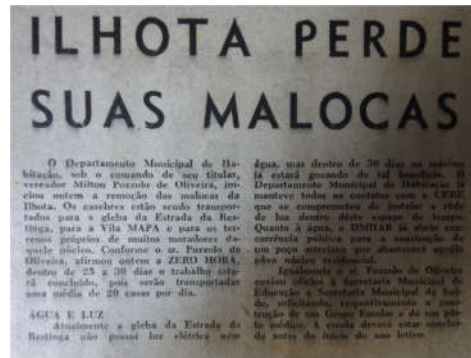 ILHOTA PERDE
SUAS MALOCAS
O Departamento Municipal de Ha-
bitação, sob o comando de seu titular,
vereador Milton Pozzolo de Oliveira, ini-
ciou ontem a remoção das malocas da
Ilhota. Os casebres estão sendo transpor-
tados para a gleba da Estrada da Res-
tinga, para a Vila MAPA e para os ter-
renos próprios de muitos moradores da-
quele núcleo. Conforme o sr. Pozzolo de
Oliveira, afirmou ontem a ZERO HORA,
dentro de 25 a 30 dias o trabalho esta-
rá concluído, pois serão transportadas
uma média de 20 casas por dia.
ÁGUA E LUZ
Atualmente a gleba da Estrada da
Restinga não possui luz elétrica nem
água, mas dentro de 30 dias no máximo
já estará gozando de tal benefício. O
Departamento Municipal de Habitação já
manteve todos os contatos com a CEEE
que se comprometeu de instalar a rêde
de luz dentro dêste espaço de tempo.
Quanto à água, o DMHAB já abriu con-
corrência pública para a construção de
um poço artesiano que abastecerá aquêle
nôvo núcleo residencial.
Igualmente o sr. Pozzolo de Oliveira
enviou ofícios à Secretaria Municipal de
Educação e Secretaria Municipal de Saú-
de, solicitando, respectivamente a cons-
trução de um Grupo Escolar e de um pôs-
to médico. A escola deverá estar concluí-
da antes do início do ano letivo.